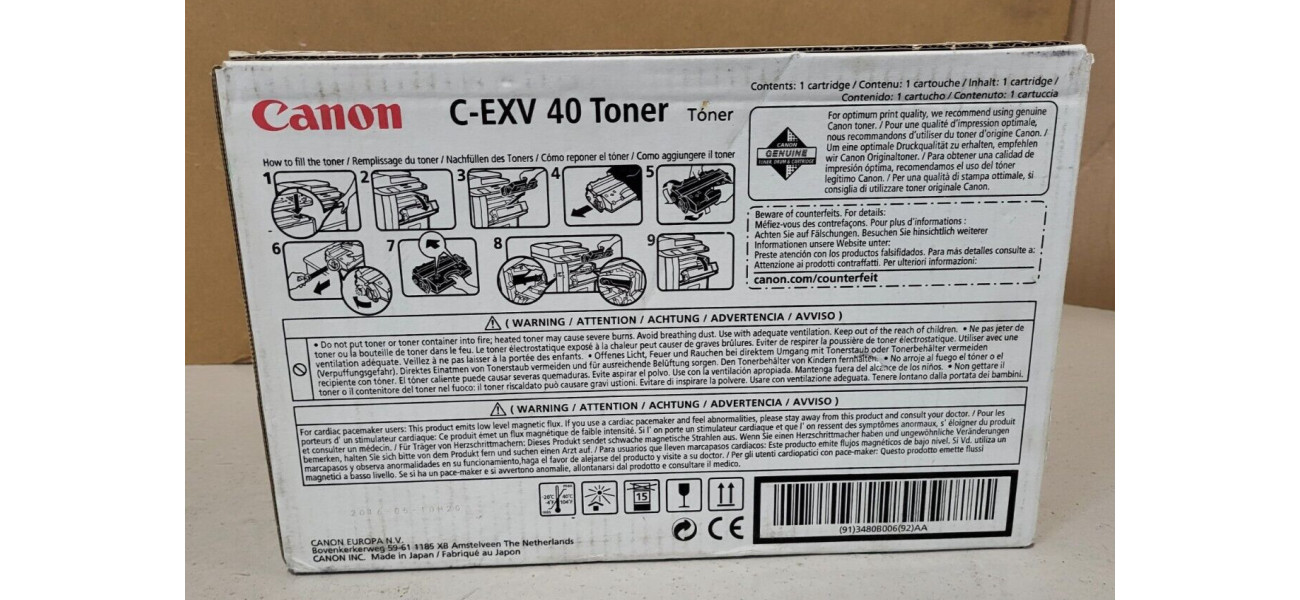 Canon
C-EXV 40 Toner Tóner
Contents: 1 cartridge / Contenu: 1 cartouche / Inhalt: 1 cartridge /
Contenido: 1 cartucho / Contenuto: 1 cartuccia
CANON
GENUINE
TONER, DRUM & CARTRIDGE
For optimum print quality, we recommend using genuine
Canon toner. / Pour une qualité d'impression optimale,
nous recommandons d'utiliser du toner d'origine Canon. /
Um eine optimale Druckqualität zu erhalten, empfehlen
wir Canon Originaltoner. / Para obtener una calidad de
impresión óptima, recomendamos el uso del tóner
legítimo Canon. / Per una qualità di stampa ottimale, si
consiglia di utilizzare toner originale Canon.
How to fill the toner / Remplissage du toner / Nachfüllen des Toners / Cómo reponer el tóner / Como aggiungere il toner
1 2 3 4 5
6 7 8 9
Beware of counterfeits. For details:
Méfiez-vous des contrefaçons. Pour plus d'informations :
Achten Sie auf Fälschungen. Besuchen Sie hinsichtlich weiterer
Informationen unsere Website unter:
Preste atención con los productos falsificados. Para más detalles consulte a:
Attenzione ai prodotti contraffatti. Per ulteriori informazioni:
canon.com/counterfeit
( WARNING / ATTENTION / ACHTUNG / ADVERTENCIA / AVVISO )
• Do not put toner or toner container into fire; heated toner may cause severe burns. Avoid breathing dust. Use with adequate ventilation. Keep out of the reach of children. • Ne pas jeter de
toner ou la bouteille de toner dans le feu. Le toner électrostatique exposé à la chaleur peut causer de graves brûlures. Eviter de respirer la poussière de toner électrostatique. Utiliser avec une
ventilation adéquate. Veillez à ne pas laisser à la portée des enfants. • Offenes Licht, Feuer und Rauchen bei direktem Umgang mit Tonerstaub oder Tonerbehälter vermeiden
(Verpuffungsgefahr). Direktes Einatmen von Tonerstaub vermeiden und für ausreichende Belüftung sorgen. Den Tonerbehälter von Kindern fernhalten. • No arroje al fuego el tóner o el
recipiente con tóner. El tóner caliente puede causar severas quemaduras. Evite aspirar el polvo. Use con la ventilación apropiada. Mantenga fuera del alcance de los niños. • Non gettare il
toner o il contenitore del toner nel fuoco: il toner riscaldato può causare gravi ustioni. Evitare di inspirare la polvere. Usare con ventilazione adeguata. Tenere lontano dalla portata dei bambini.
( WARNING / ATTENTION / ACHTUNG / ADVERTENCIA / AVVISO )
For cardiac pacemaker users: This product emits low level magnetic flux. If you use a cardiac pacemaker and feel abnormalities, please stay away from this product and consult your doctor. / Pour les
porteurs d' un stimulateur cardiaque: Ce produit émet un flux magnétique de faible intensité. Si l' on porte un stimulateur cardiaque et que l' on ressent des symptômes anormaux, s' éloigner du produit
et consulter un médecin. / Für Träger von Herzschrittmachern: Dieses Produkt sendet schwache magnetische Strahlen aus. Wenn Sie einen Herzschrittmacher haben und ungewöhnliche Veränderungen
bemerken, halten Sie sich bitte von dem Produkt fern und suchen einen Arzt auf. / Para usuarios que lleven marcapasos cardíacos: Este producto emite flujos magnéticos de bajo nivel. Si Vd. utiliza un
marcapasos y observa anormalidades en su funcionamiento, haga el favor de alejarse del producto y visite a su doctor. / Per gli utenti cardiopatici con pace-maker: Questo prodotto emette flussi
magnetici a basso livello. Se si ha un pace-maker e si avvertono anomalie, allontanarsi dal prodotto e consultare il medico.
-20°C 40°C
-4°F 104°F
15
CE
(91)3480B006(92)AA
CANON EUROPA N.V.
Bovenkerkerweg 59-61 1185 XB Amstelveen The Netherlands
CANON INC. Made in Japan / Fabriqué au Japon